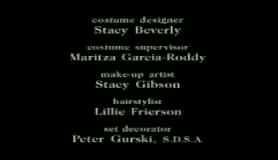 costume designer
Stacy Beverly
costume supervisor
Maritza Garcia-Roddy
make-up artist
Stacy Gibson
hairstylist
Lillie Frierson
set decorator
Peter Gurski, S.D.S.A.